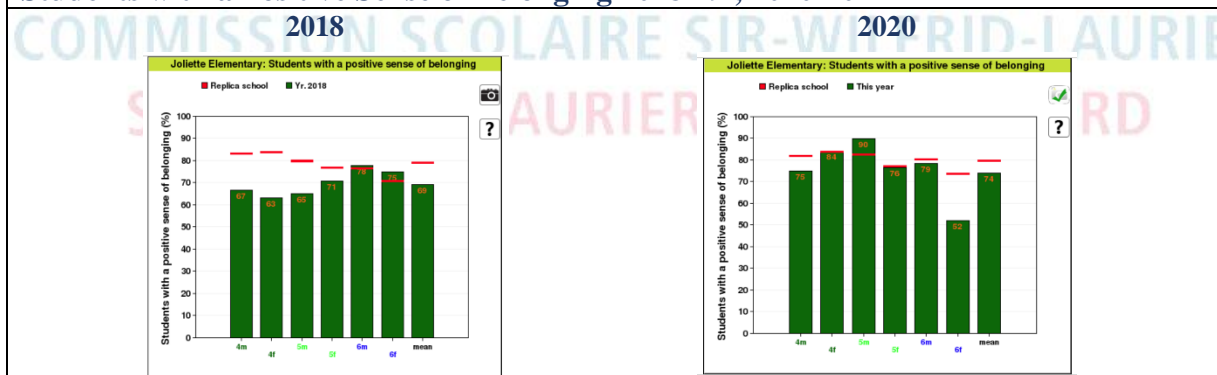 2018
2020
COMMISSION SCOLAIRE SIR-WILFRID-LAURIE
Joliette Elementary: Students with a positive sense of belonging
Replica school Yr. 2018
Students with a positive sense of belonging (%)
100
90
80
70
60
50
40
30
20
10
0
67 63 65 71 78 75 69
4m 4f 5m 5f 6m 6f mean
?
Joliette Elementary: Students with a positive sense of belonging
Replica school This year
Students with a positive sense of belonging (%)
100
90
80
70
60
50
40
30
20
10
0
75 84 90 76 79 52 74
4m 4f 5m 5f 6m 6f mean
?
AURIER
RD